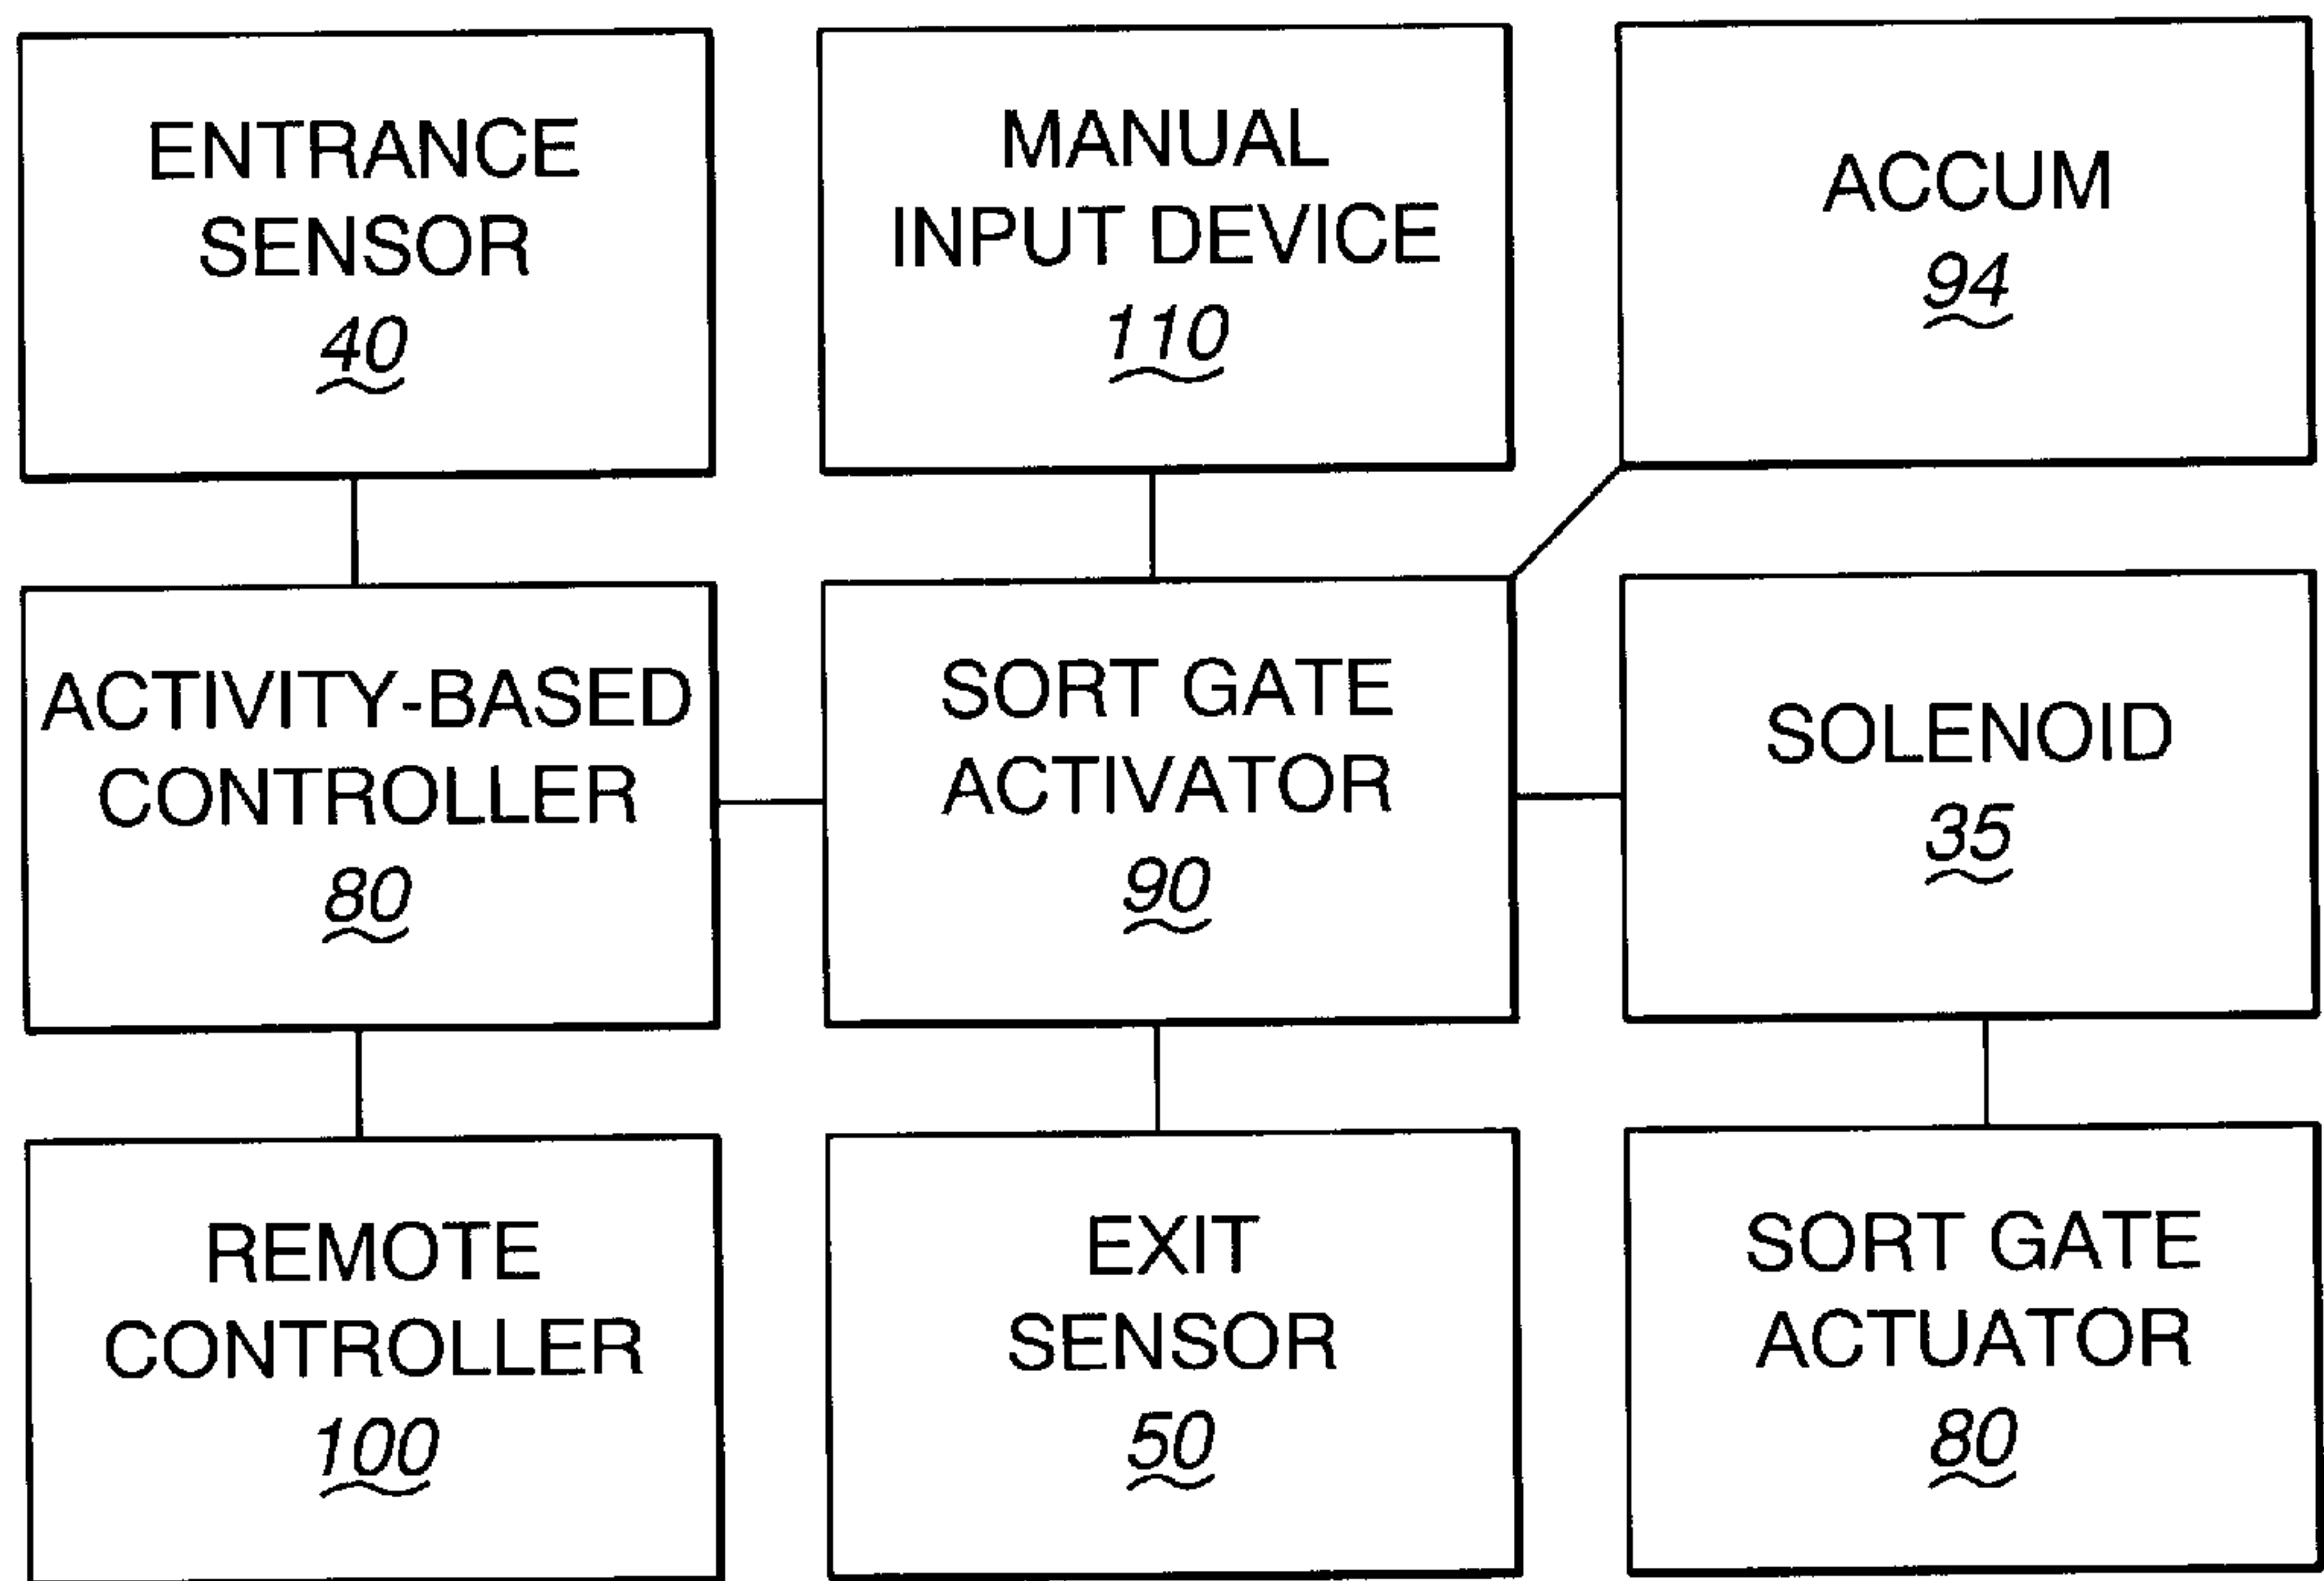 ENTRANCE
SENSOR
40
MANUAL
INPUT DEVICE
110
ACCUM
94
ACTIVITY-BASED
CONTROLLER
80
SORT GATE
ACTIVATOR
90
SOLENOID
35
REMOTE
CONTROLLER
100
EXIT
SENSOR
50
SORT GATE
ACTUATOR
80